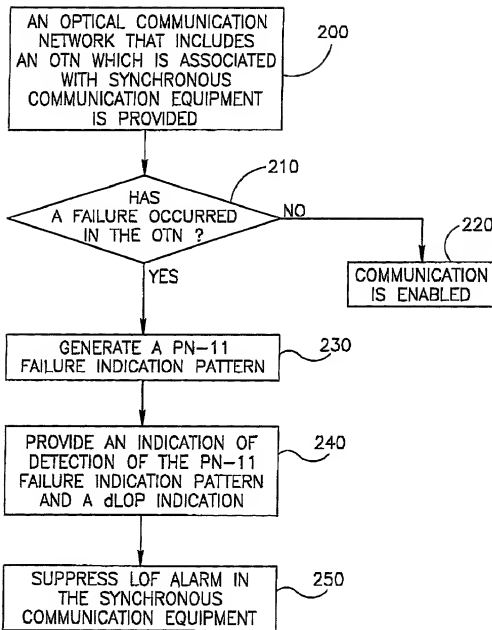 AN OPTICAL COMMUNICATION
NETWORK THAT INCLUDES
AN OTN WHICH IS ASSOCIATED
WITH SYNCHRONOUS
COMMUNICATION EQUIPMENT
IS PROVIDED
200
210
HAS
A FAILURE OCCURRED
IN THE OTN ?
NO
220
YES
COMMUNICATION
IS ENABLED
GENERATE A PN-11
FAILURE INDICATION PATTERN
230
PROVIDE AN INDICATION OF
DETECTION OF THE PN-11
FAILURE INDICATION PATTERN
AND A dLOP INDICATION
240
SUPPRESS LOF ALARM IN
THE SYNCHRONOUS
COMMUNICATION EQUIPMENT
250